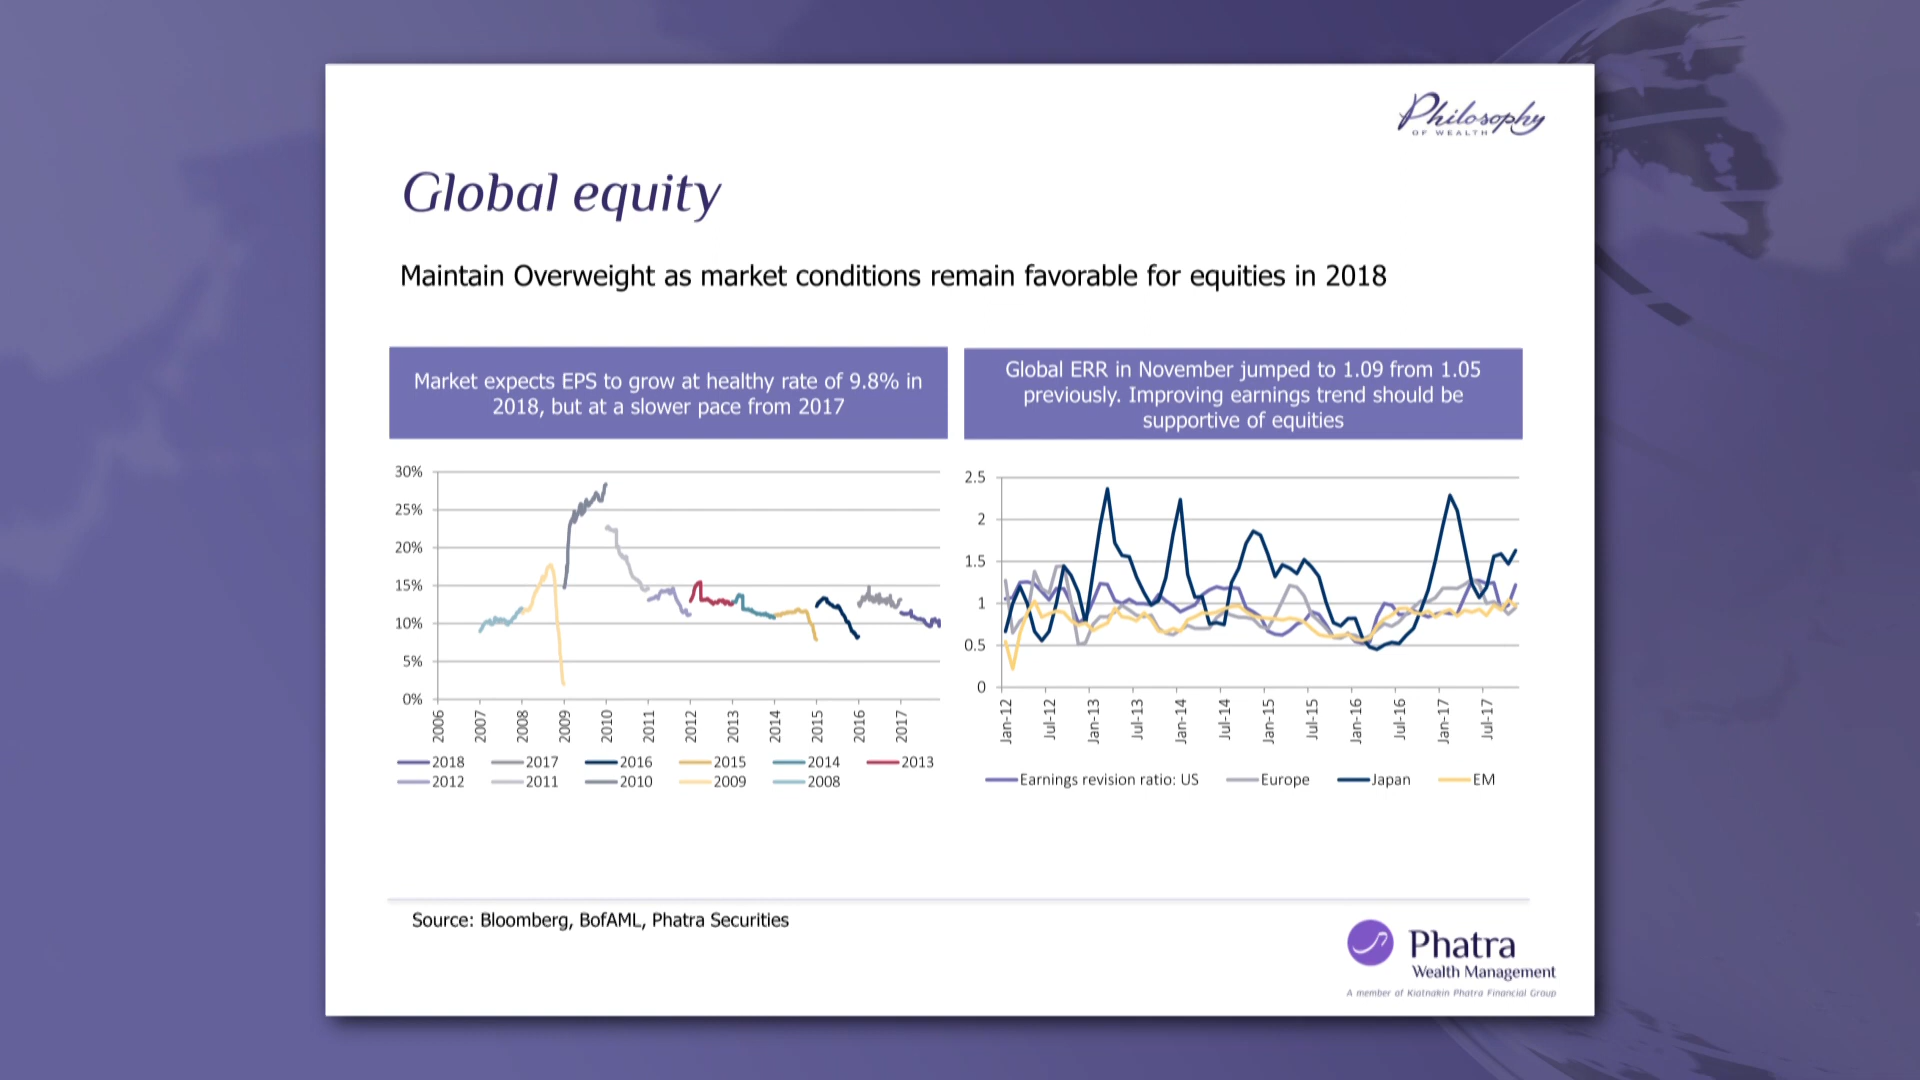 Philosophy
OF WEALTH
Global equity
Maintain Overweight as market conditions remain favorable for equities in 2018
Market expects EPS to grow at healthy rate of 9.8% in
2018, but at a slower pace from 2017
30%
25%
20%
15%
10%
5%
0%
2006 2007 2008 2009 2010 2011 2012 2013 2014 2015 2016 2017
2018 2017 2016 2015 2014 2013
2012 2011 2010 2009 2008
Global ERR in November jumped to 1.09 from 1.05
previously. Improving earnings trend should be
supportive of equities
2.5
2
1.5
1
0.5
0
Jan-12 Jul-12 Jan-13 Jul-13 Jan-14 Jul-14 Jan-15 Jul-15 Jan-16 Jul-16 Jan-17 Jul-17
Earnings revision ratio: US Europe Japan EM
Source: Bloomberg, BofAML, Phatra Securities
Phatra
Wealth Management
A member of Kiatnakin Phatra Financial Group